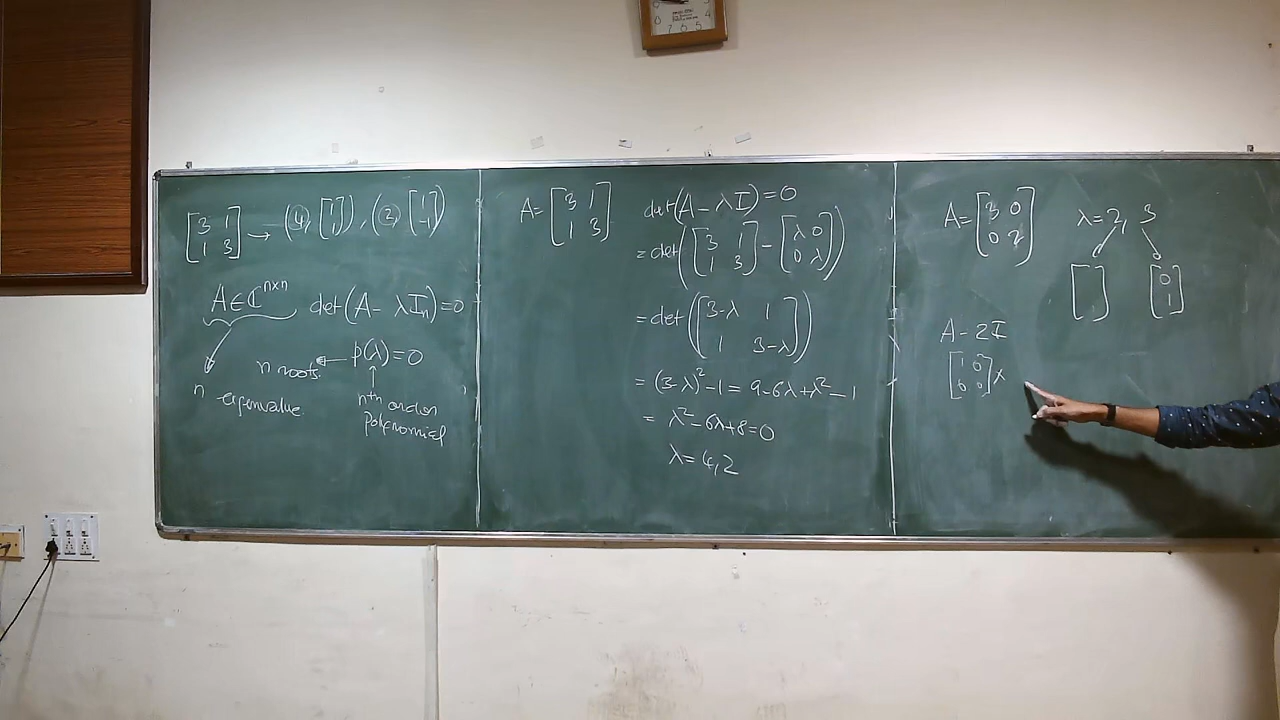 [3 1; 1 3] → (4, [1; 1]), (2, [1; -1])
A ∈ ℂ^{n×n} det(A - λI_n) = 0
n roots ← p(λ) = 0
n eigenvalue
nth order
polynomial
A = [3 1; 1 3]
det(A - λI) = 0
= det([3 1; 1 3] - [λ 0; 0 λ])
= det([3-λ 1; 1 3-λ])
= (3-λ)² - 1 = 9 - 6λ + λ² - 1
= λ² - 6λ + 8 = 0
λ = 4, 2
A = [3 0; 0 2] λ = 2, 3
[ ] [0; 1]
A - 2I
[1 0; 0 0] x